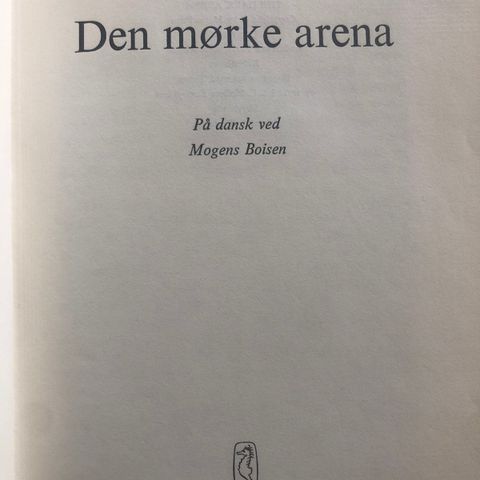 Den mørke arena
På dansk ved
Mogens Boisen